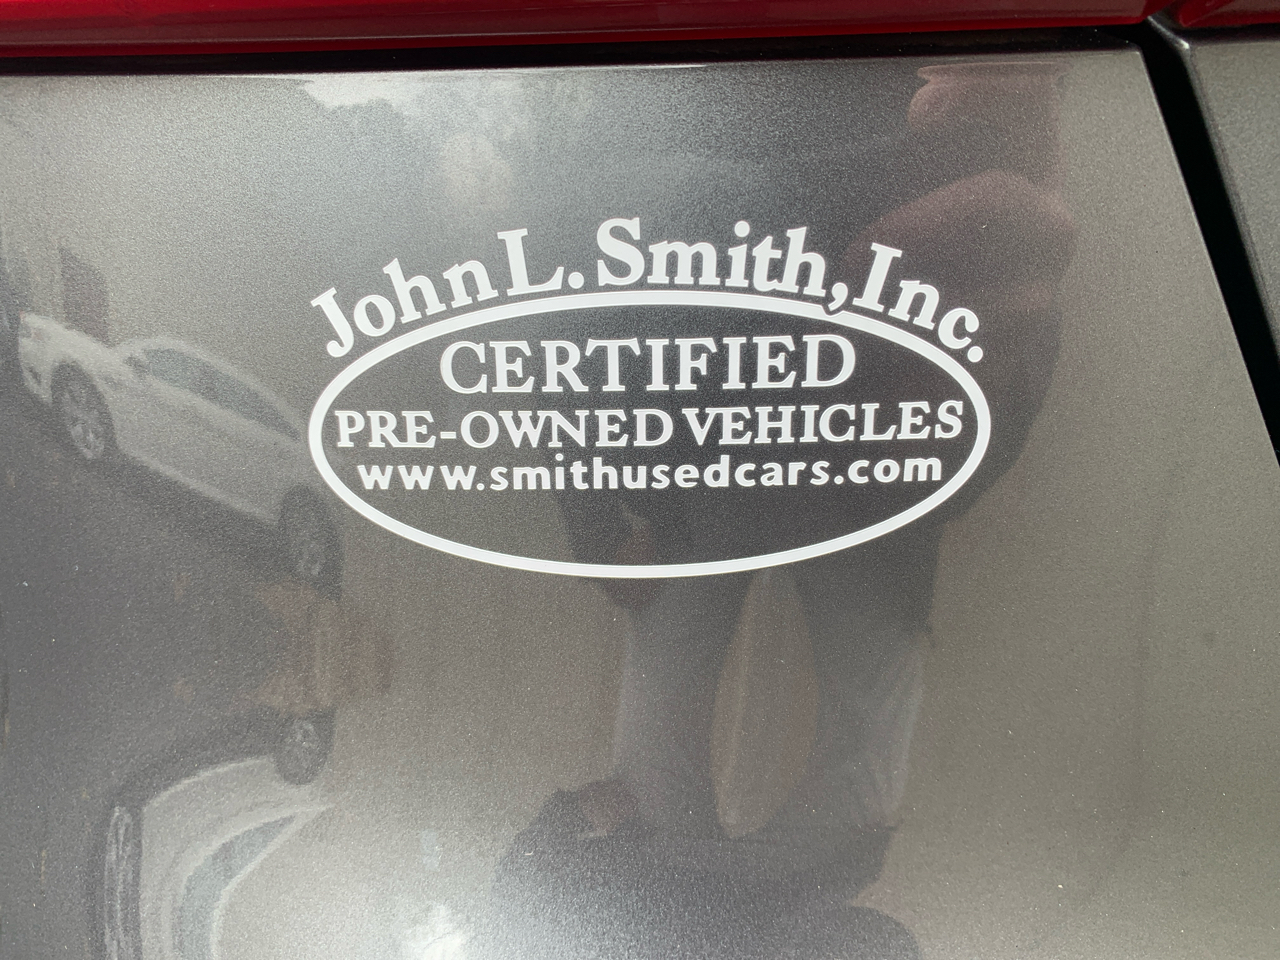 John L. Smith, Inc.
CERTIFIED
PRE-OWNED VEHICLES
www.smithusedcars.com